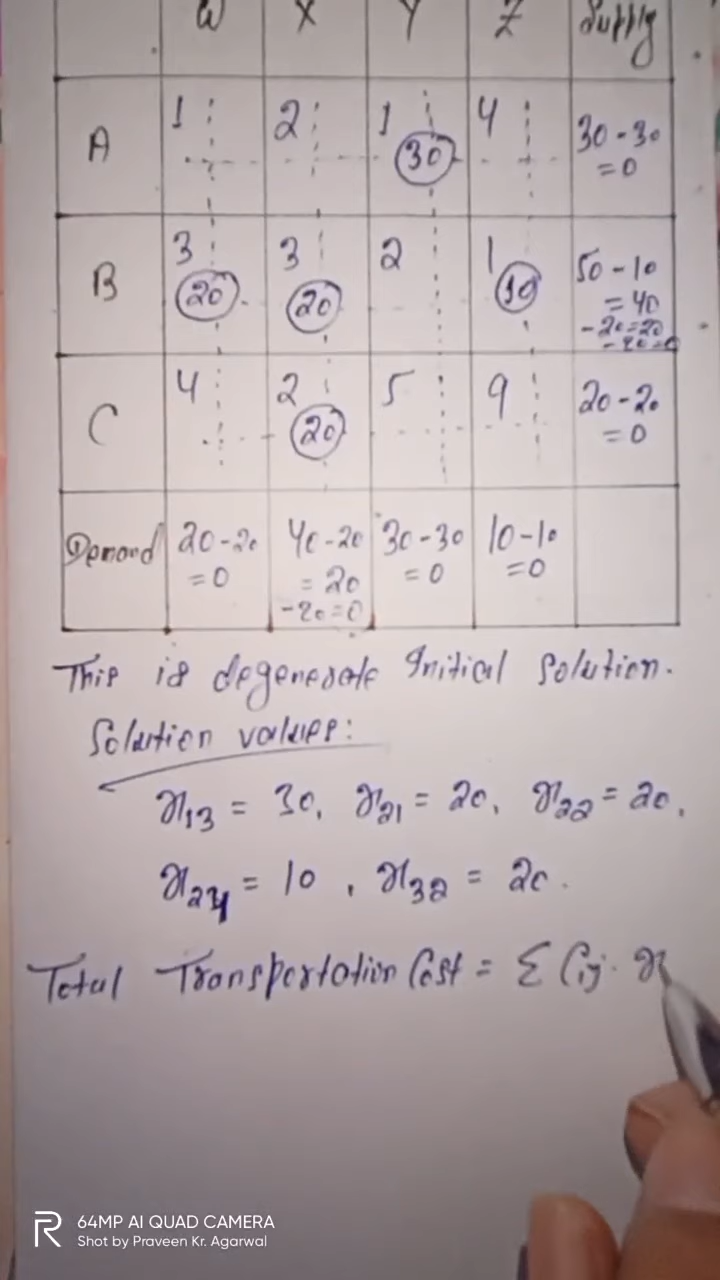 W X Y Z Supply
A 1 2 1 30 4 30-30
=0
B 3 20 3 20 2 1 10 50-10
=40
-20=20
-20=0
C 4 2 20 5 9 20-20
=0
Demand 20-20 40-20 30-30 10-10
=0 =20 =0 =0
-20=0
This is degenerate Initial Solution.
Solution values:
x₁₃ = 30, x₂₁ = 20, x₂₂ = 20,
x₂₄ = 10, x₃₂ = 20.
Total Transportation Cost = Σ Cij. x
R 64MP AI QUAD CAMERA
Shot by Praveen Kr. Agarwal